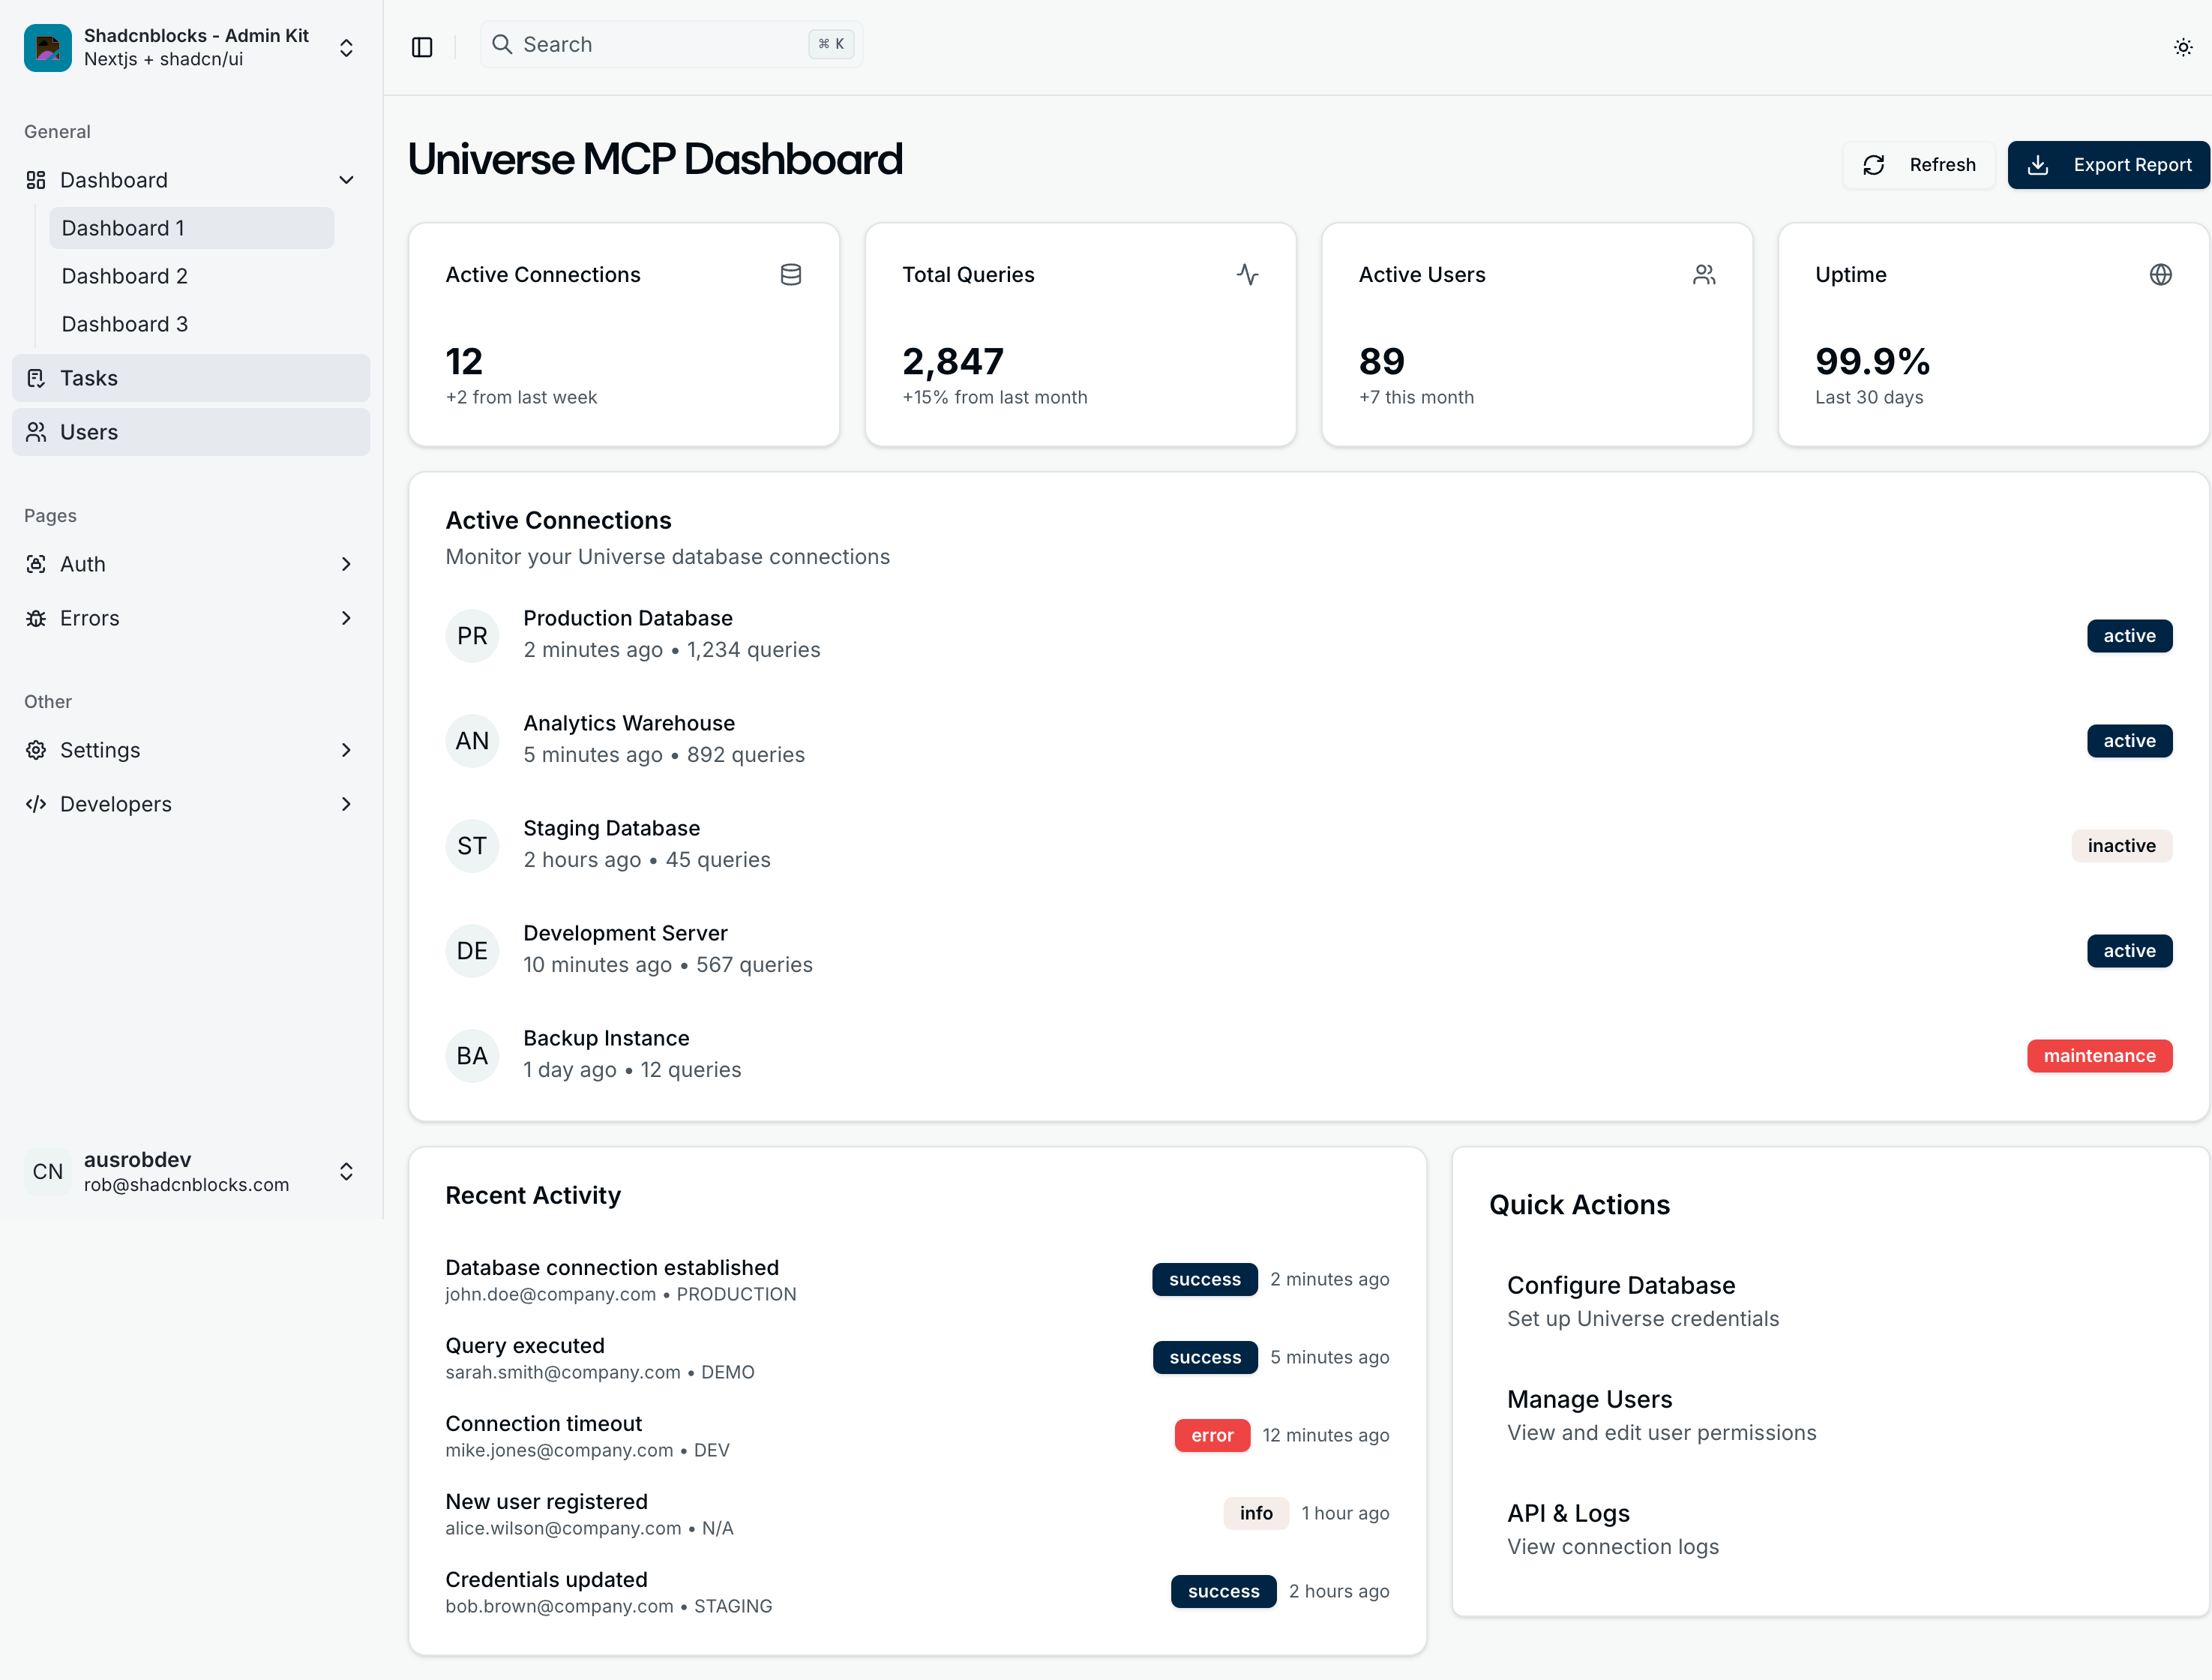 Shadcnblocks - Admin Kit
Nextjs + shadcn/ui
Search
⌘ K
General
Dashboard
Dashboard 1
Dashboard 2
Dashboard 3
Tasks
Users
Pages
Auth
Errors
Other
Settings
Developers
CN
ausrobdev
rob@shadcnblocks.com
Universe MCP Dashboard
Refresh
Export Report
Active Connections
12
+2 from last week
Total Queries
2,847
+15% from last month
Active Users
89
+7 this month
Uptime
99.9%
Last 30 days
Active Connections
Monitor your Universe database connections
PR
Production Database
2 minutes ago • 1,234 queries
active
AN
Analytics Warehouse
5 minutes ago • 892 queries
active
ST
Staging Database
2 hours ago • 45 queries
inactive
DE
Development Server
10 minutes ago • 567 queries
active
BA
Backup Instance
1 day ago • 12 queries
maintenance
Recent Activity
Database connection established
john.doe@company.com • PRODUCTION
success 2 minutes ago
Query executed
sarah.smith@company.com • DEMO
success 5 minutes ago
Connection timeout
mike.jones@company.com • DEV
error 12 minutes ago
New user registered
alice.wilson@company.com • N/A
info 1 hour ago
Credentials updated
bob.brown@company.com • STAGING
success 2 hours ago
Quick Actions
Configure Database
Set up Universe credentials
Manage Users
View and edit user permissions
API & Logs
View connection logs